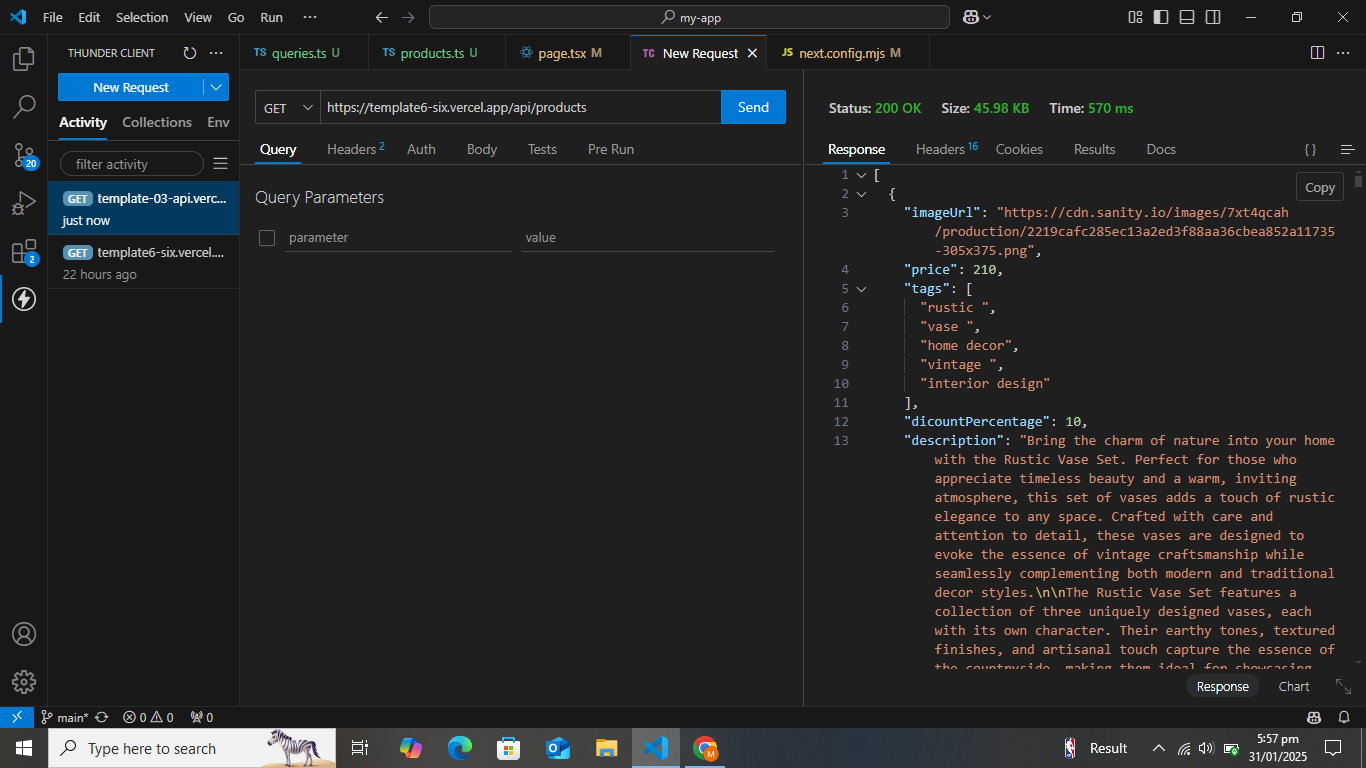 File Edit Selection View Go Run ···
my-app
THUNDER CLIENT
New Request
Activity Collections Env
filter activity
GET template-03-api.verc...
just now
GET template6-six.vercel....
22 hours ago
20
2
TS queries.ts U
TS products.ts U
page.tsx M
TC New Request
JS next.config.mjs M
GET https://template6-six.vercel.app/api/products Send
Query Headers 2 Auth Body Tests Pre Run
Query Parameters
parameter value
Status: 200 OK Size: 45.98 KB Time: 570 ms
Response Headers 16 Cookies Results Docs { }
Copy
1 [
2 {
3 "imageUrl": "https://cdn.sanity.io/images/7xt4qcah
/production/2219cafc285ec13a2ed3f88aa36cbea852a11735
-305x375.png",
4 "price": 210,
5 "tags": [
6 "rustic ",
7 "vase ",
8 "home decor",
9 "vintage ",
10 "interior design"
11 ],
12 "dicountPercentage": 10,
13 "description": "Bring the charm of nature into your home
with the Rustic Vase Set. Perfect for those who
appreciate timeless beauty and a warm, inviting
atmosphere, this set of vases adds a touch of rustic
elegance to any space. Crafted with care and
attention to detail, these vases are designed to
evoke the essence of vintage craftsmanship while
seamlessly complementing both modern and traditional
decor styles.\n\nThe Rustic Vase Set features a
collection of three uniquely designed vases, each
with its own character. Their earthy tones, textured
finishes, and artisanal touch capture the essence of
the countryside, making them ideal for showcasing
Response Chart
main* 0 0 0
Type here to search
Result
5:57 pm
31/01/2025